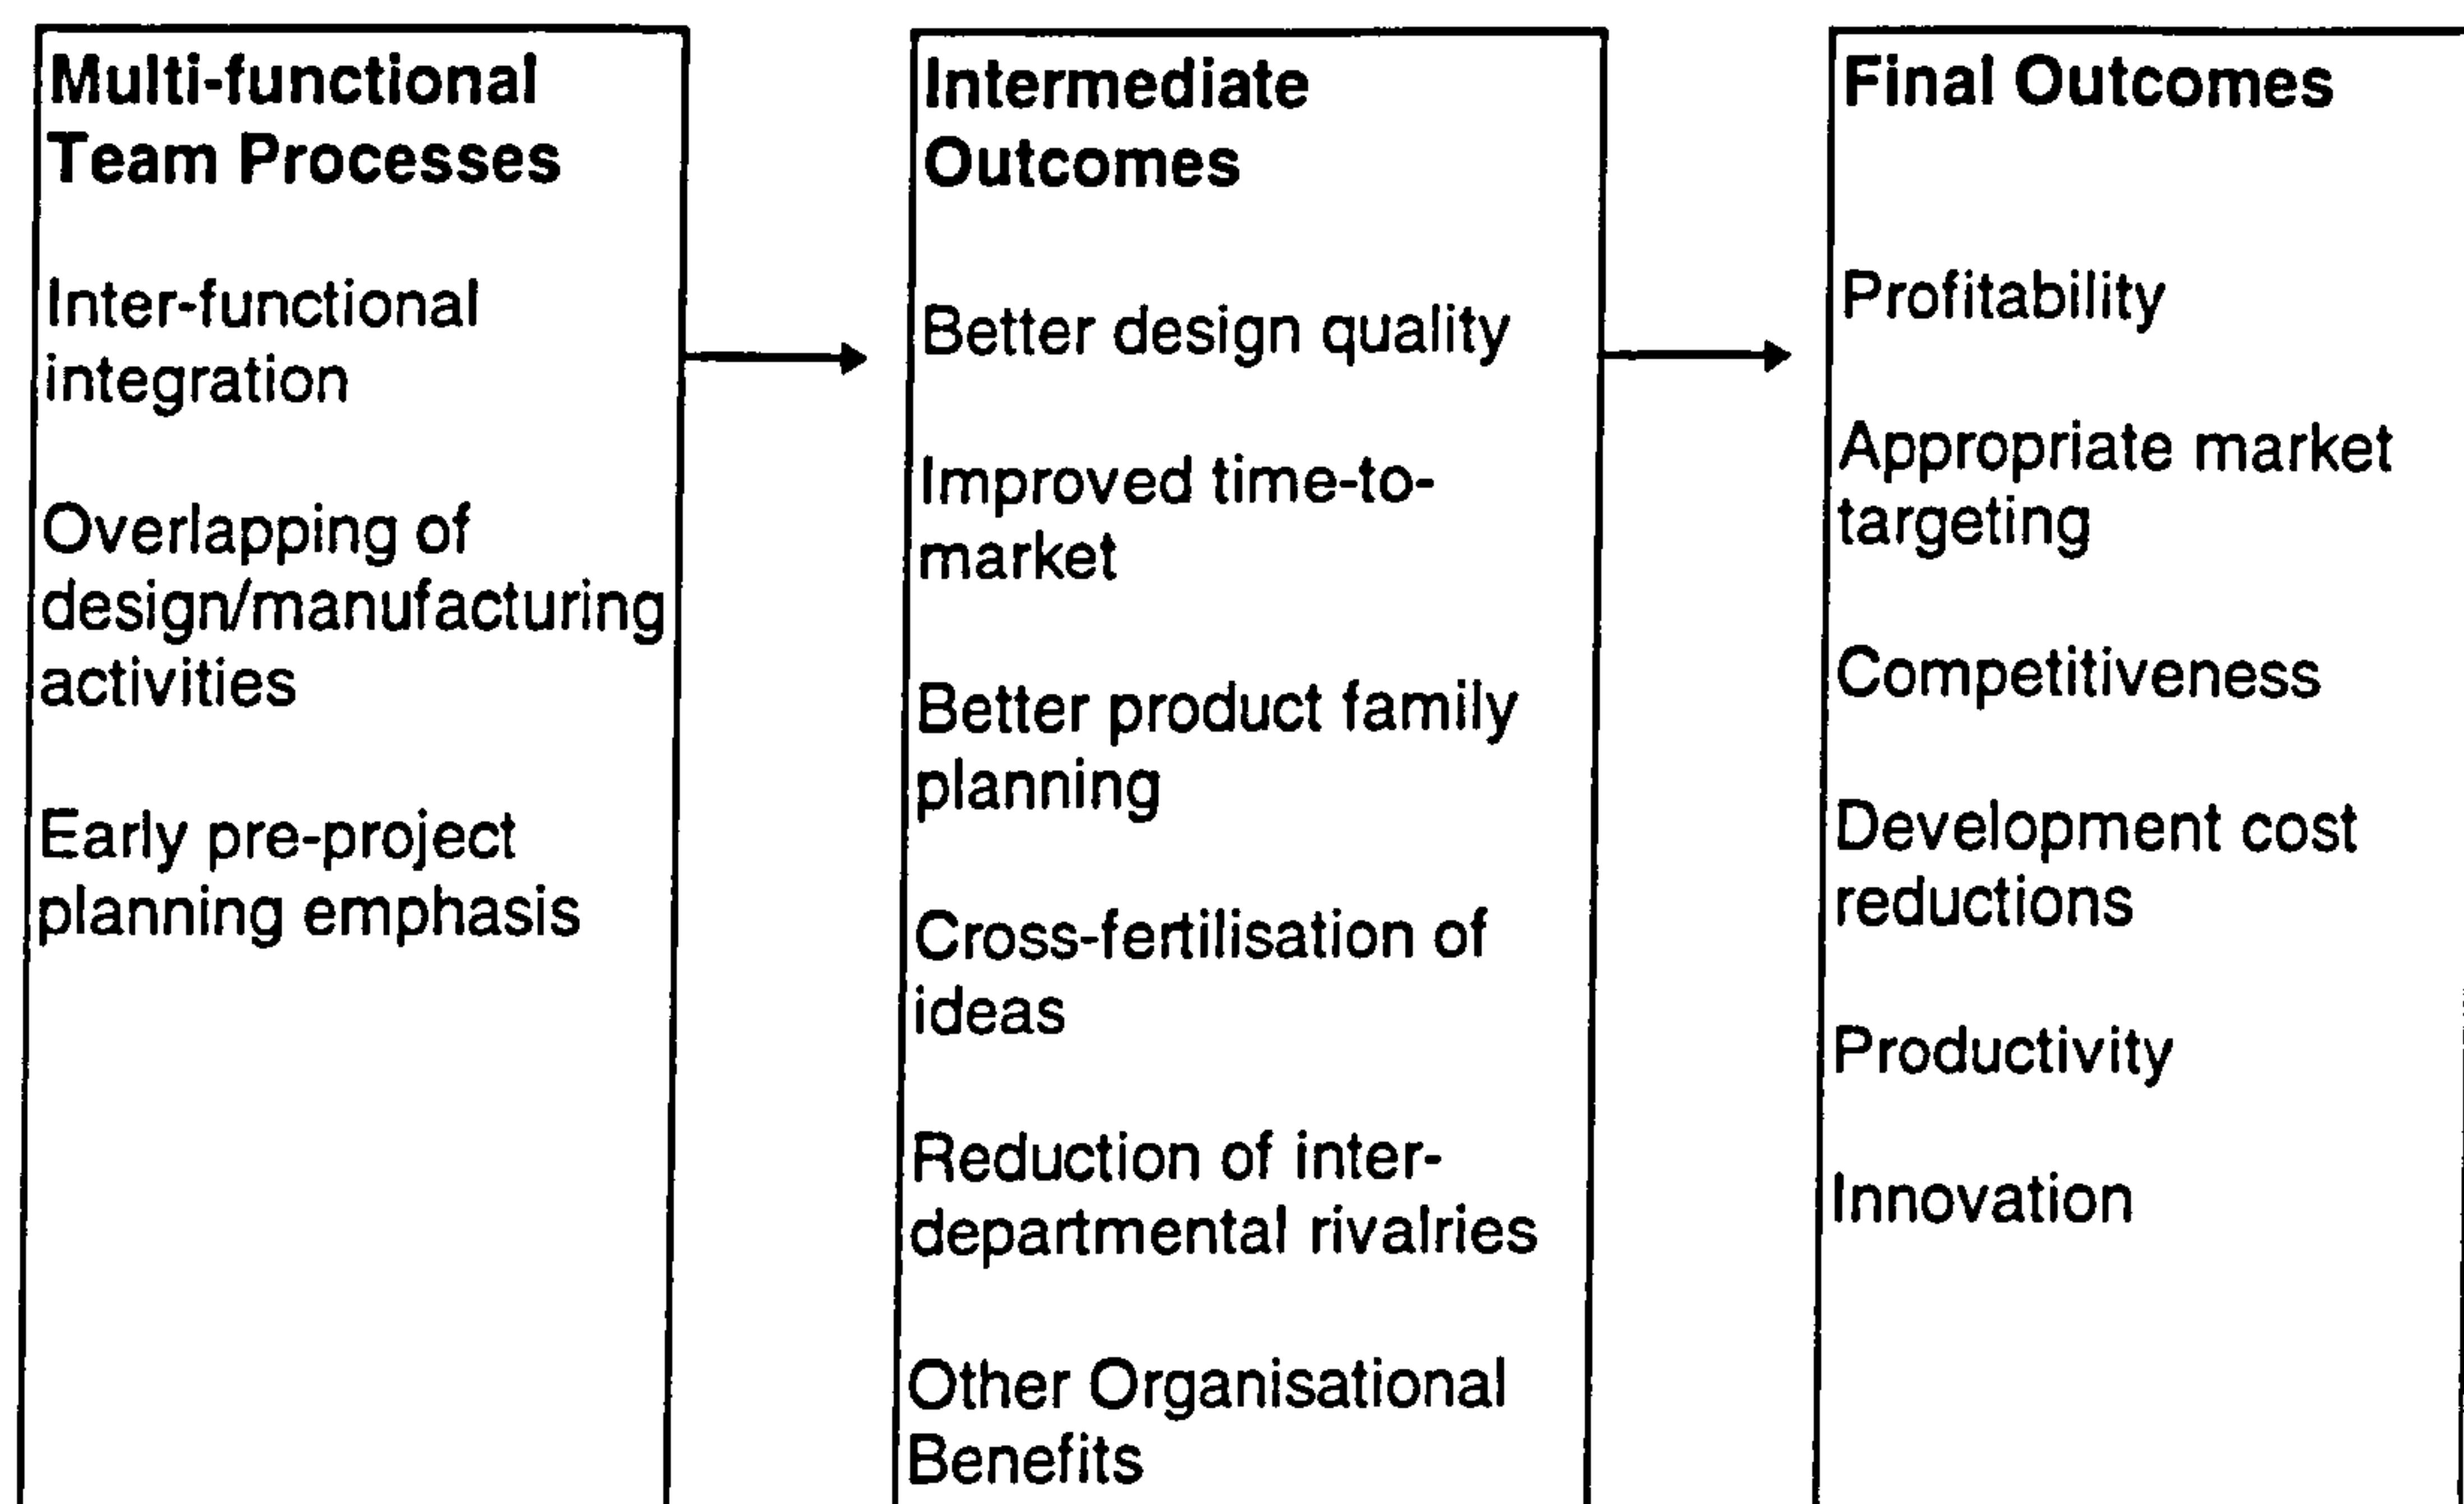 Multi-functional
Team Processes
Inter-functional
integration
Overlapping of
design/manufacturing
activities
Early pre-project
planning emphasis
Intermediate
Outcomes
Better design quality
Improved time-to-
market
Better product family
planning
Cross-fertilisation of
ideas
Reduction of inter-
departmental rivalries
Other Organisational
Benefits
Final Outcomes
Profitability
Appropriate market
targeting
Competitiveness
Development cost
reductions
Productivity
Innovation